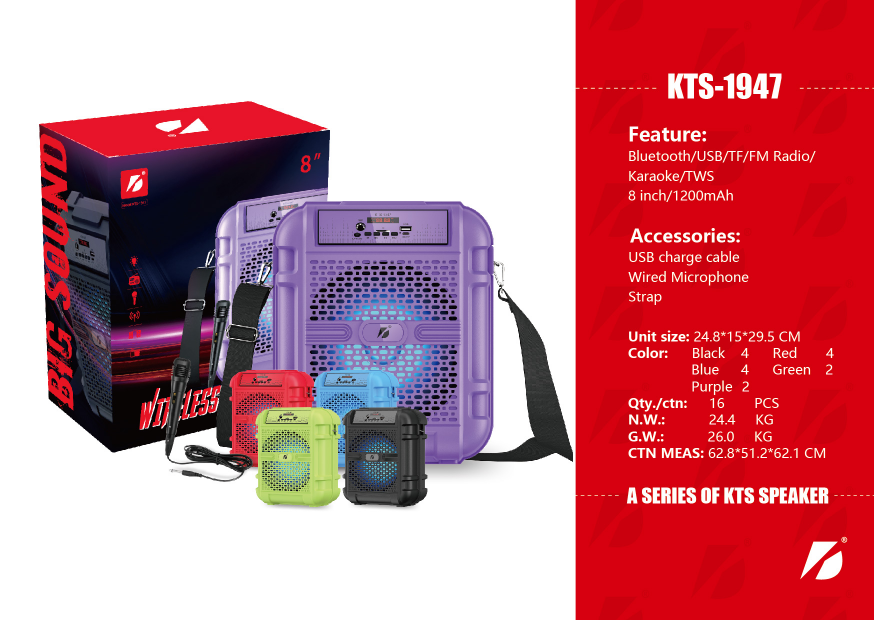 KTS-1947
Feature:
Bluetooth/USB/TF/FM Radio/
Karaoke/TWS
8 inch/1200mAh
Accessories:
USB charge cable
Wired Microphone
Strap
Unit size: 24.8*15*29.5 CM
Color: Black 4 Red 4
Blue 4 Green 2
Purple 2
Qty./ctn: 16 PCS
N.W.: 24.4 KG
G.W.: 26.0 KG
CTN MEAS: 62.8*51.2*62.1 CM
A SERIES OF KTS SPEAKER
®
8"
BIG SOUND
WIRELESS